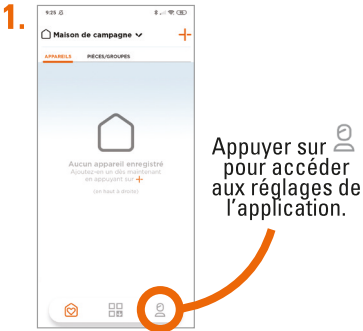 1.
9:25
Maison de campagne
APPAREILS PIÈCES/GROUPES
Aucun appareil enregistré
Ajoutez-en un dès maintenant
en appuyant sur +
(en haut à droite)
Appuyer sur
pour accéder
aux réglages de
l'application.